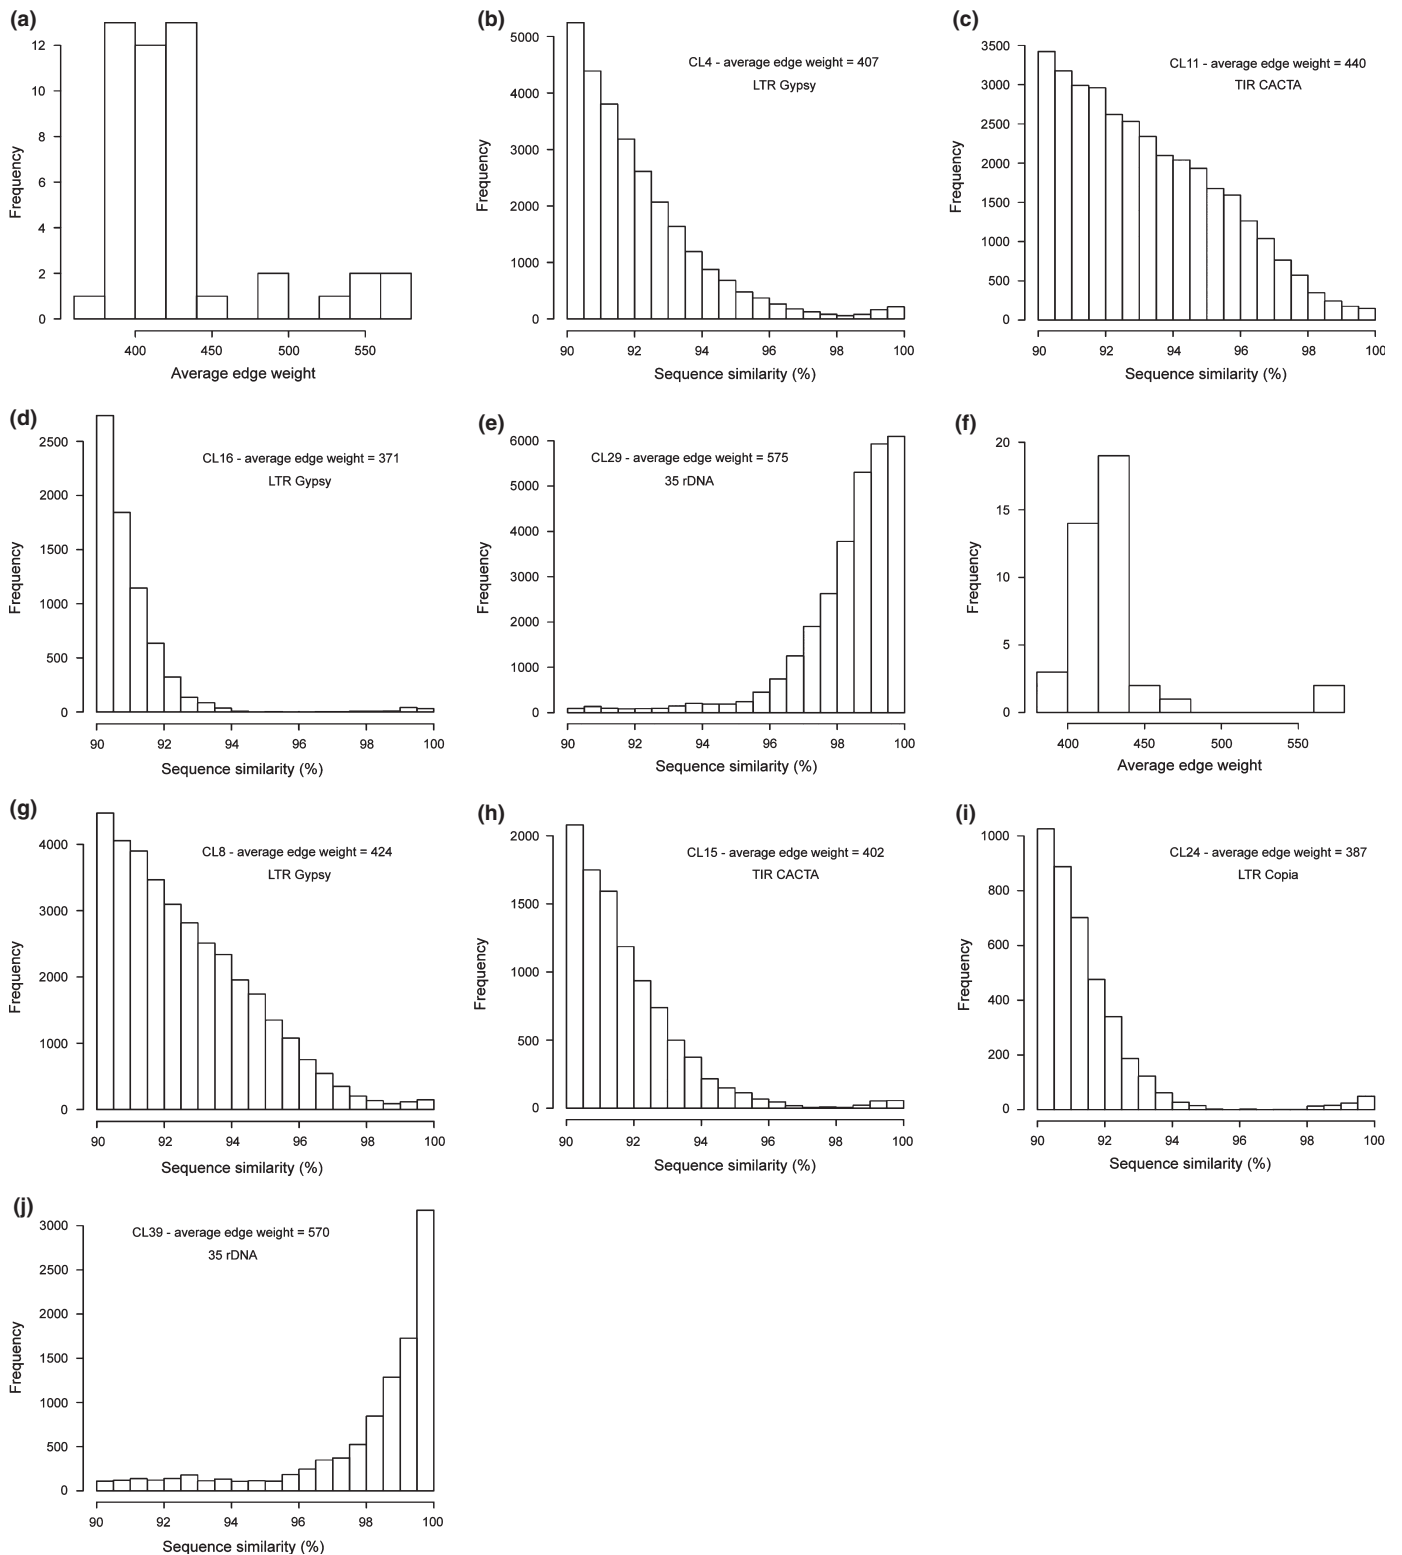 (a)
12
10
8
6
4
2
0
Frequency
400 450 500 550
Average edge weight
(b)
5000
4000
3000
2000
1000
0
Frequency
CL4 - average edge weight = 407
LTR Gypsy
90 92 94 96 98 100
Sequence similarity (%)
(c)
3500
3000
2500
2000
1500
1000
500
0
Frequency
CL11 - average edge weight = 440
TIR CACTA
90 92 94 96 98 100
Sequence similarity (%)
(d)
2500
2000
1500
1000
500
0
Frequency
CL16 - average edge weight = 371
LTR Gypsy
90 92 94 96 98 100
Sequence similarity (%)
(e)
6000
5000
4000
3000
2000
1000
0
Frequency
CL29 - average edge weight = 575
35 rDNA
90 92 94 96 98 100
Sequence similarity (%)
(f)
20
15
10
5
0
Frequency
400 450 500 550
Average edge weight
(g)
4000
3000
2000
1000
0
Frequency
CL8 - average edge weight = 424
LTR Gypsy
90 92 94 96 98 100
Sequence similarity (%)
(h)
2000
1500
1000
500
0
Frequency
CL15 - average edge weight = 402
TIR CACTA
90 92 94 96 98 100
Sequence similarity (%)
(i)
1000
800
600
400
200
0
Frequency
CL24 - average edge weight = 387
LTR Copia
90 92 94 96 98 100
Sequence similarity (%)
(j)
3000
2500
2000
1500
1000
500
0
Frequency
CL39 - average edge weight = 570
35 rDNA
90 92 94 96 98 100
Sequence similarity (%)